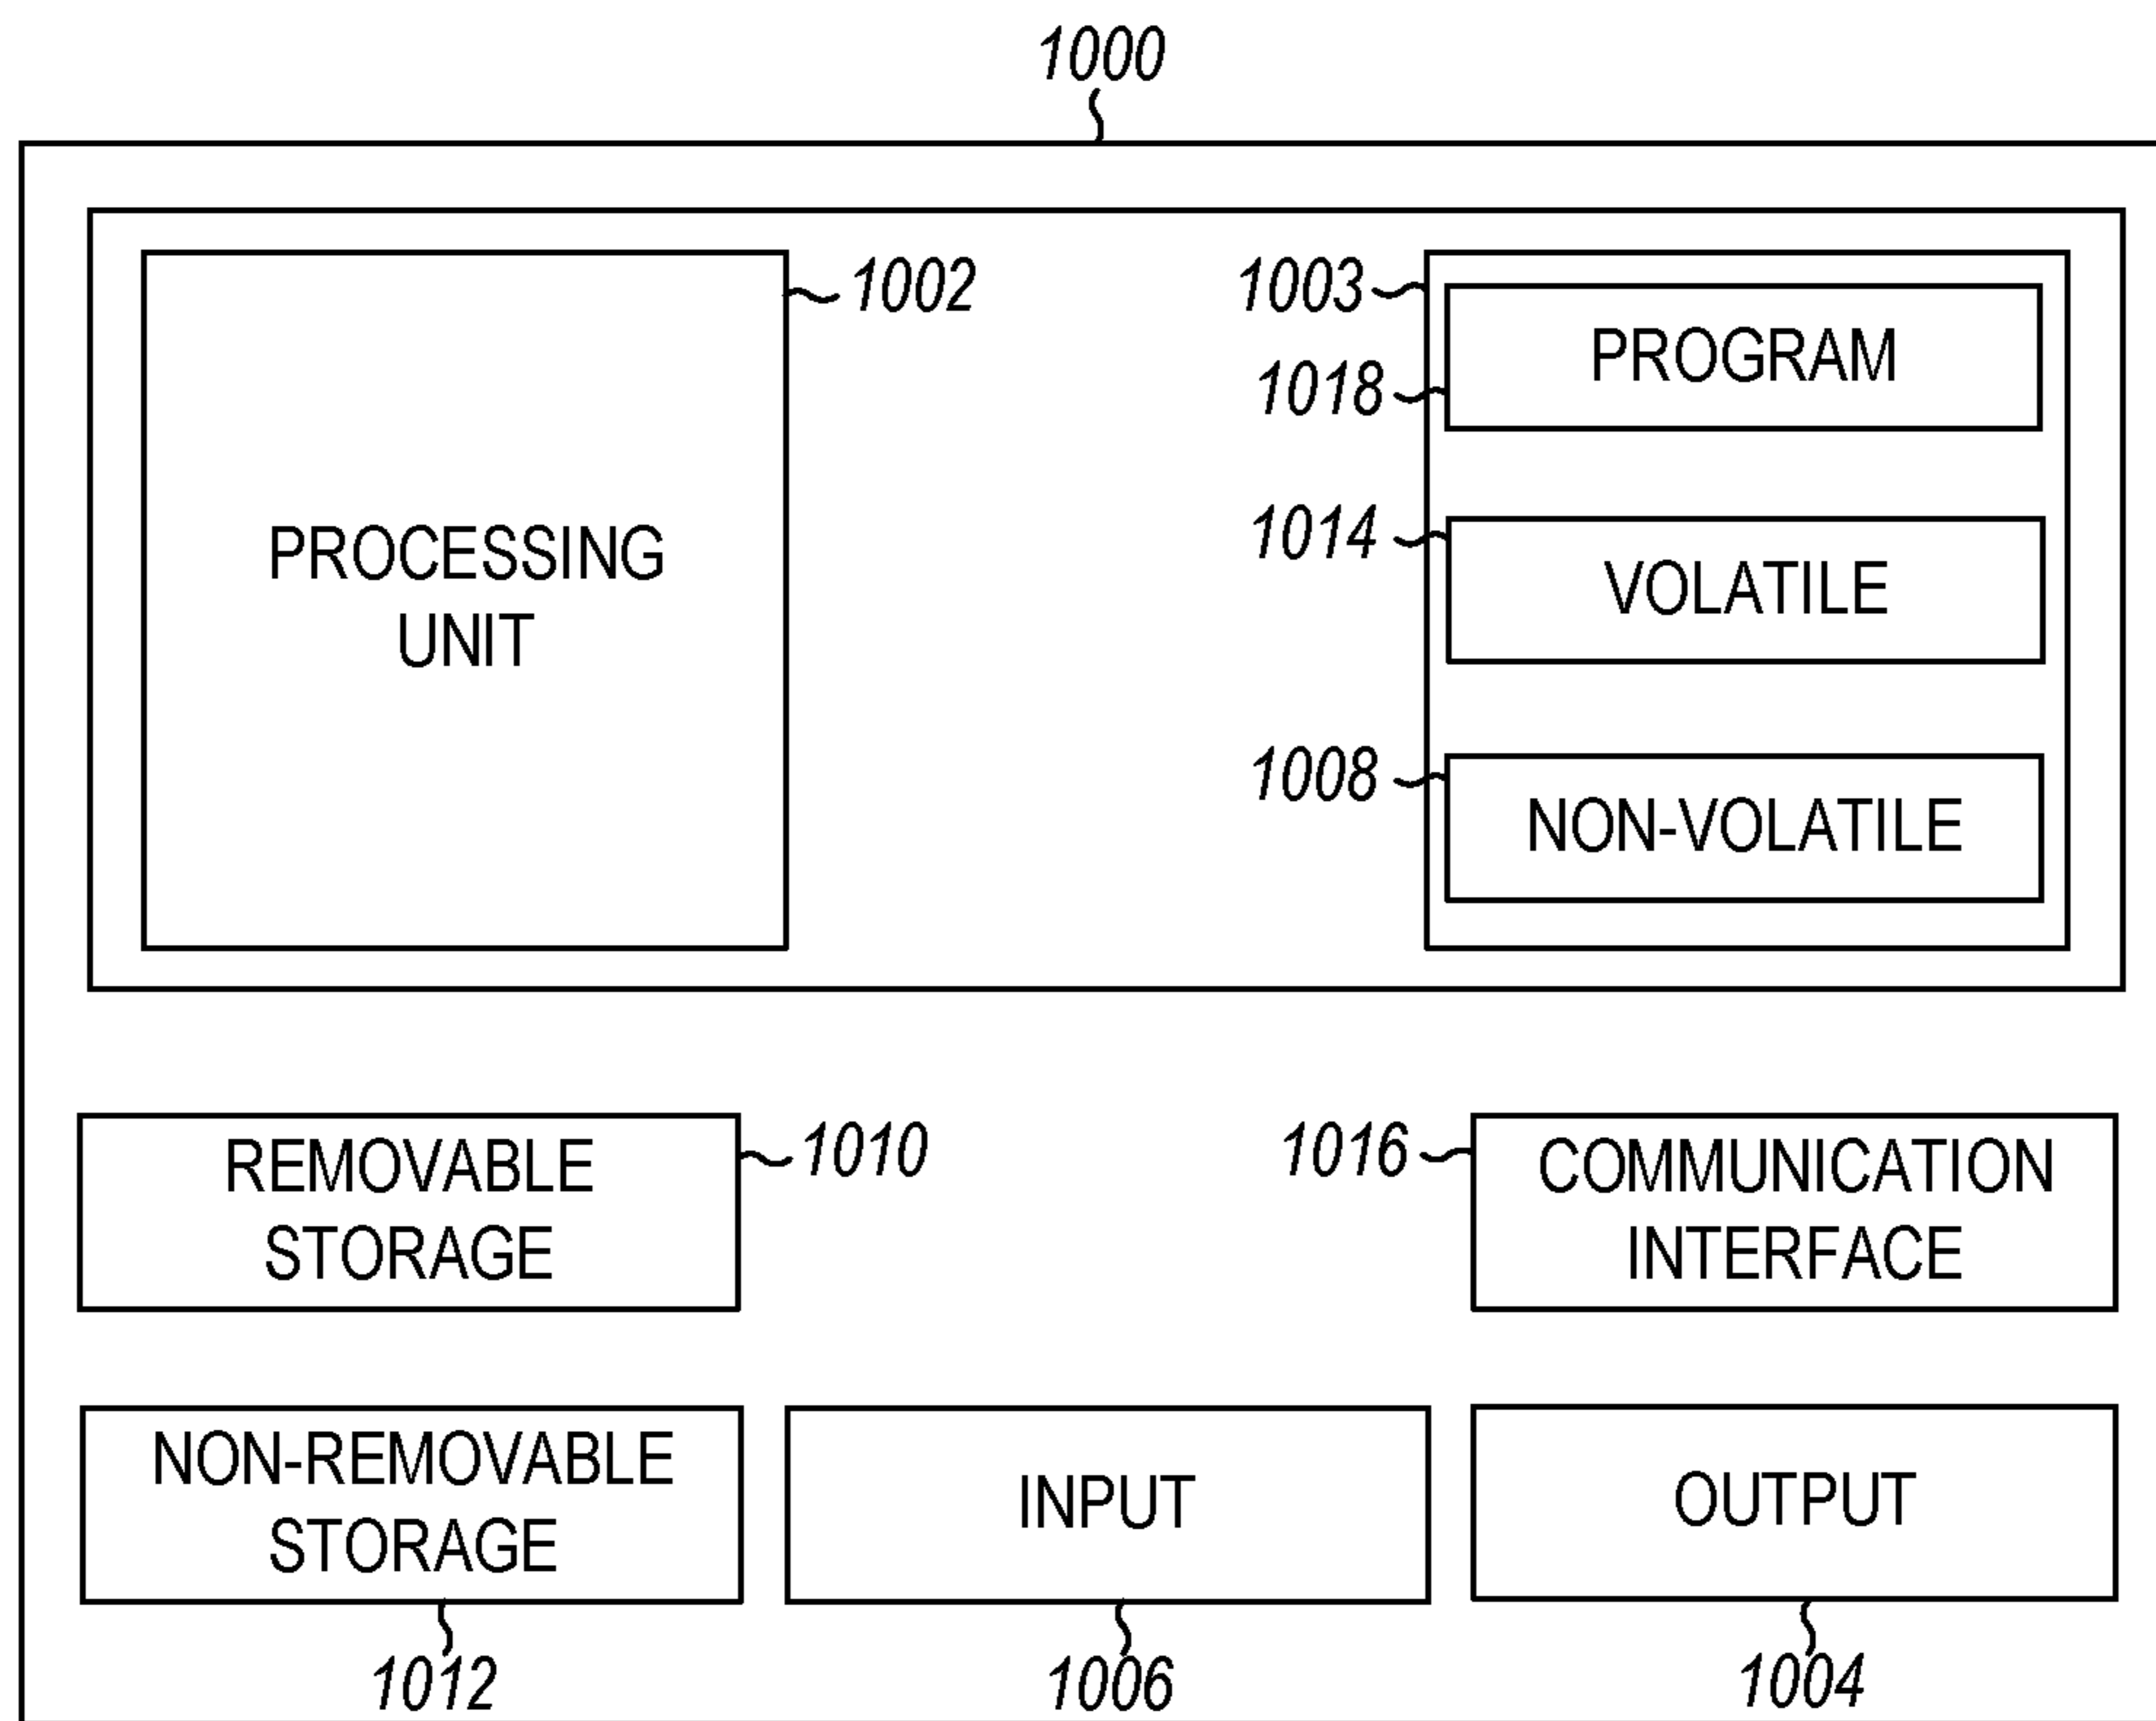 1000
1002
1003
PROGRAM
1018
1014
VOLATILE
PROCESSING
UNIT
1008
NON-VOLATILE
REMOVABLE
STORAGE
1010
1016
COMMUNICATION
INTERFACE
NON-REMOVABLE
STORAGE
INPUT
OUTPUT
1012
1006
1004